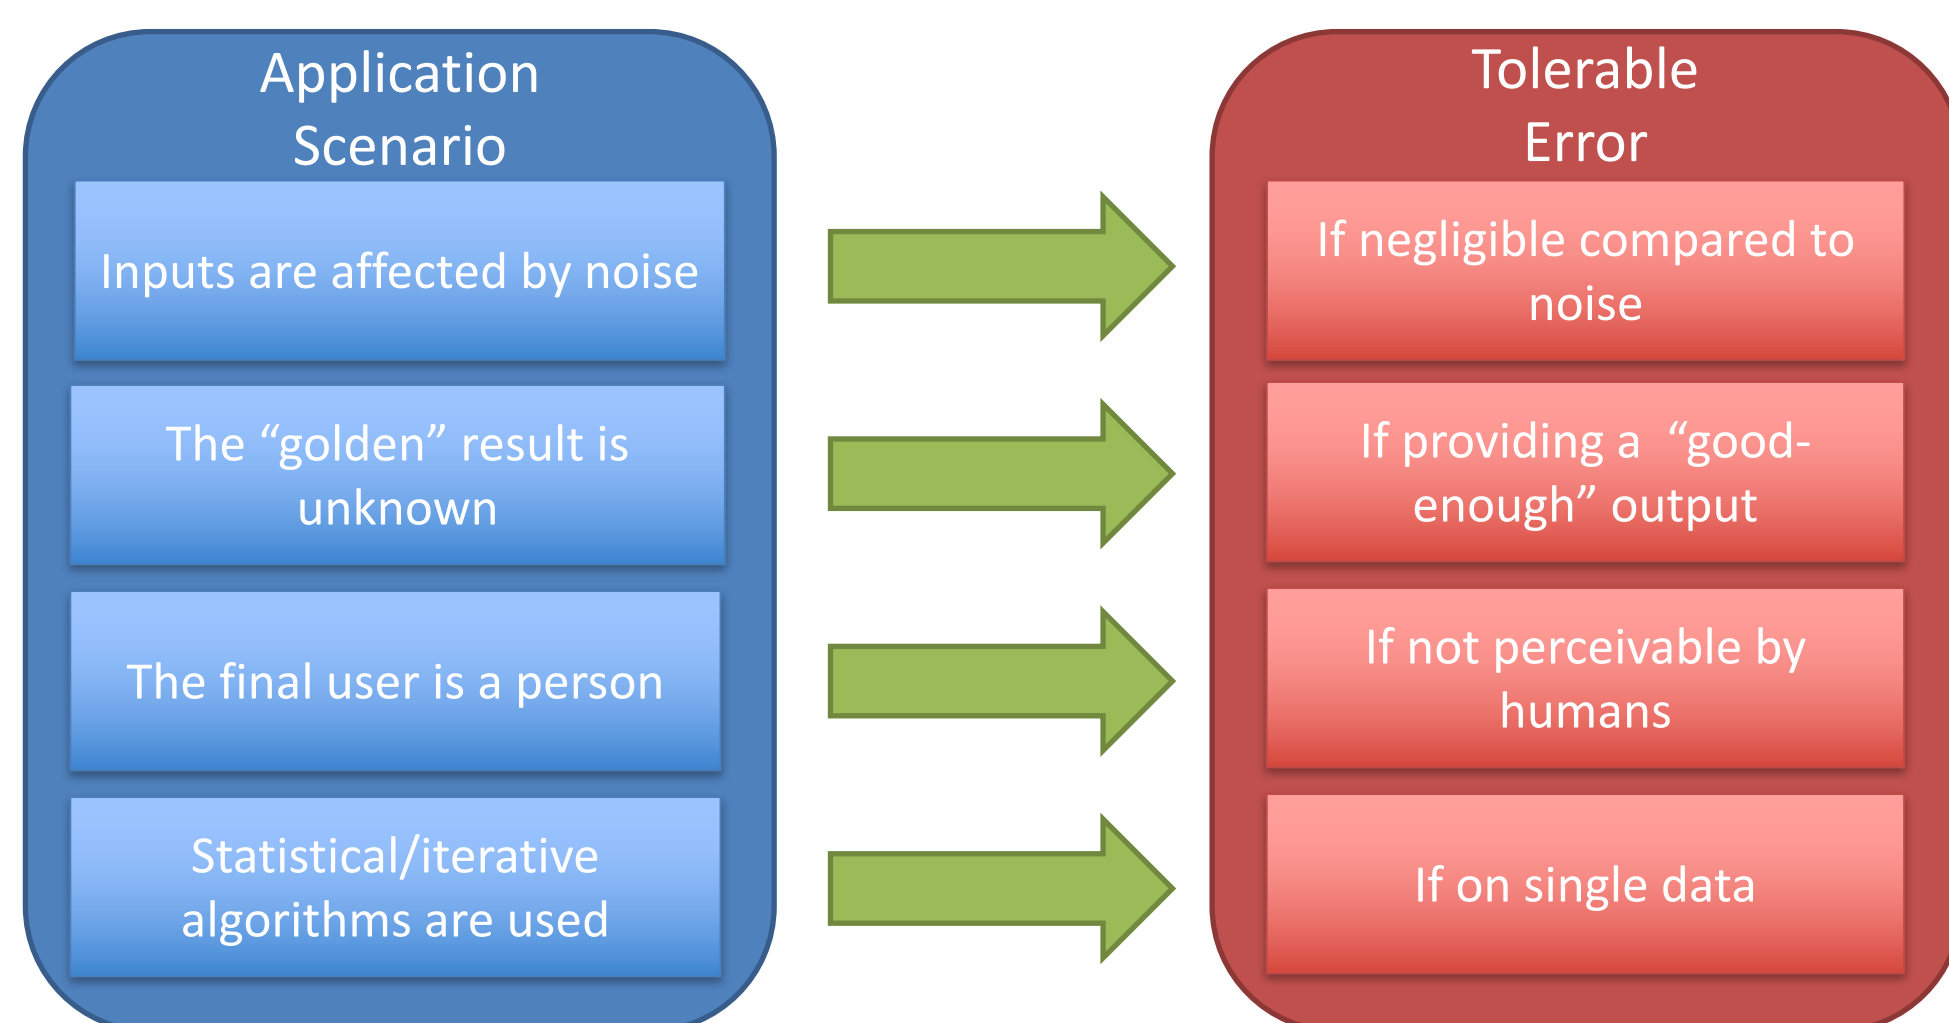 Application
Scenario
Inputs are affected by noise
The “golden” result is
unknown
The final user is a person
Statistical/iterative
algorithms are used
Tolerable
Error
If negligible compared to
noise
If providing a “good-
enough” output
If not perceivable by
humans
If on single data